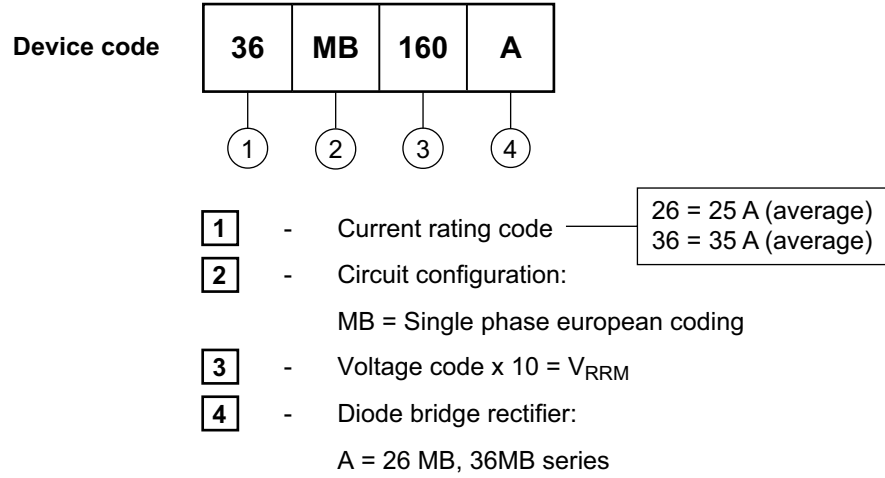 Device code 36 MB 160 A
1 2 3 4
1 - Current rating code 26 = 25 A (average)
36 = 35 A (average)
2 - Circuit configuration:
MB = Single phase european coding
3 - Voltage code x 10 = VRRM
4 - Diode bridge rectifier:
A = 26 MB, 36MB series